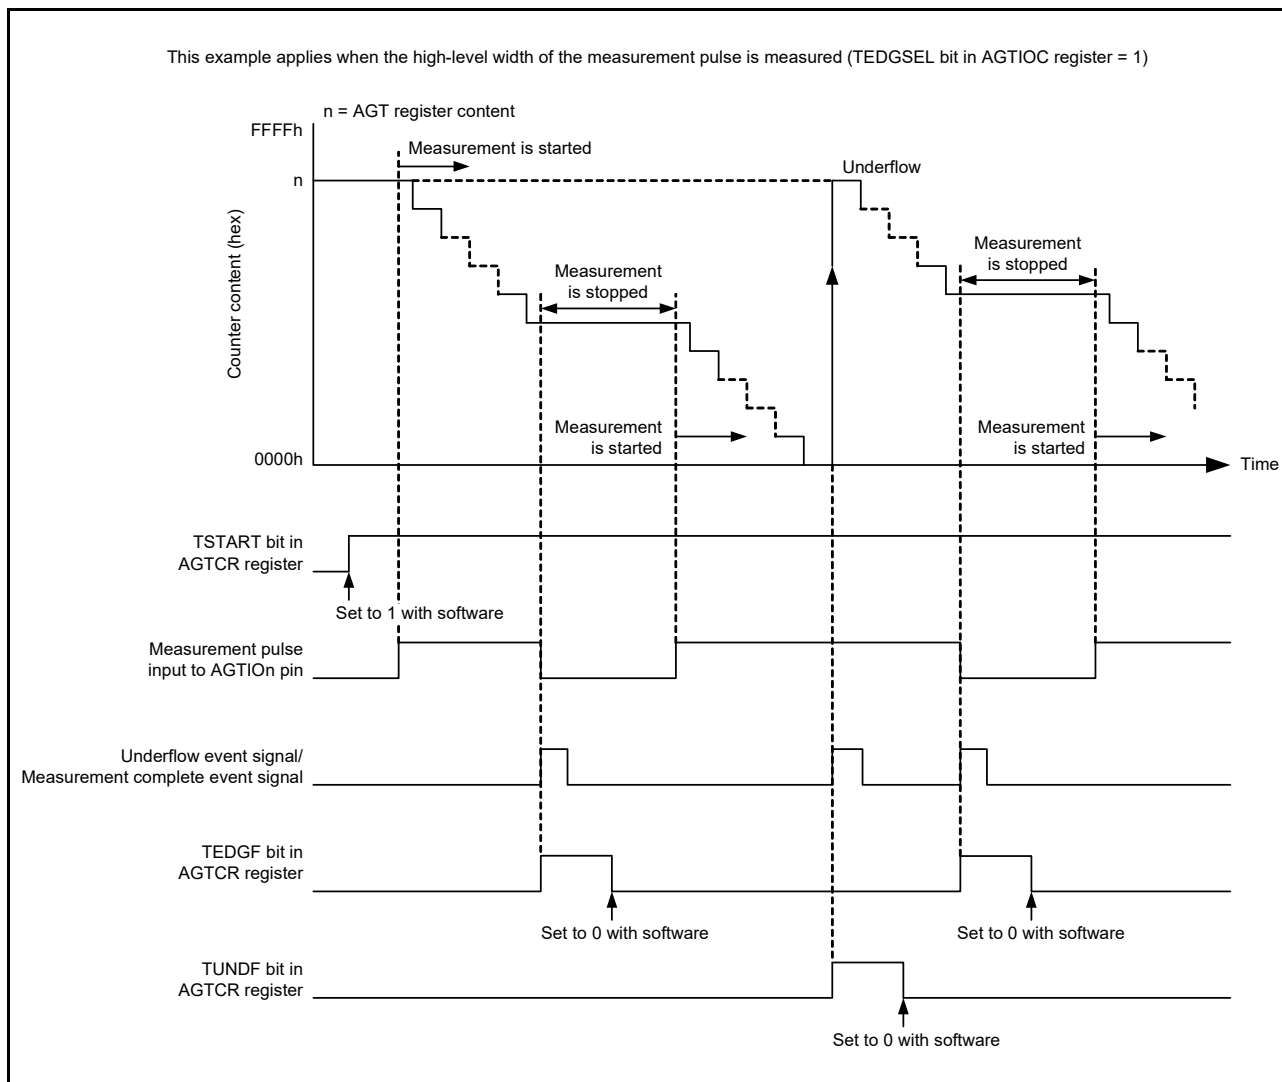 This example applies when the high-level width of the measurement pulse is measured (TEDGSEL bit in AGTIOC register = 1)
n = AGT register content
FFFFh
Measurement is started
Underflow
n
Counter content (hex)
Measurement
is stopped
Measurement
is stopped
Measurement
is started
Measurement
is started
0000h
Time
TSTART bit in
AGTCR register
Set to 1 with software
Measurement pulse
input to AGTIOn pin
Underflow event signal/
Measurement complete event signal
TEDGF bit in
AGTCR register
Set to 0 with software
Set to 0 with software
TUNDF bit in
AGTCR register
Set to 0 with software